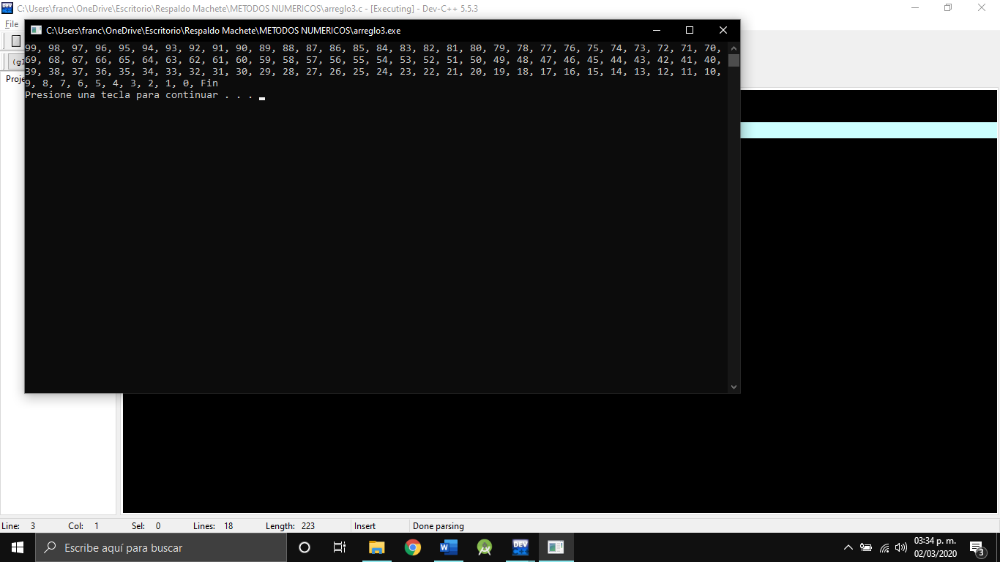 C:\Users\franc\OneDrive\Escritorio\Respaldo Machete\METODOS NUMERICOS\arreglo3.c - [Executing] - Dev-C++ 5.5.3
File
C:\Users\franc\OneDrive\Escritorio\Respaldo Machete\METODOS NUMERICOS\arreglo3.exe
99, 98, 97, 96, 95, 94, 93, 92, 91, 90, 89, 88, 87, 86, 85, 84, 83, 82, 81, 80, 79, 78, 77, 76, 75, 74, 73, 72, 71, 70,
69, 68, 67, 66, 65, 64, 63, 62, 61, 60, 59, 58, 57, 56, 55, 54, 53, 52, 51, 50, 49, 48, 47, 46, 45, 44, 43, 42, 41, 40,
39, 38, 37, 36, 35, 34, 33, 32, 31, 30, 29, 28, 27, 26, 25, 24, 23, 22, 21, 20, 19, 18, 17, 16, 15, 14, 13, 12, 11, 10,
9, 8, 7, 6, 5, 4, 3, 2, 1, 0, Fin
Presione una tecla para continuar . . .
Line: 3 Col: 1 Sel: 0 Lines: 18 Length: 223 Insert Done parsing
Escribe aquí para buscar
DEV C++
03:34 p. m.
02/03/2020
3